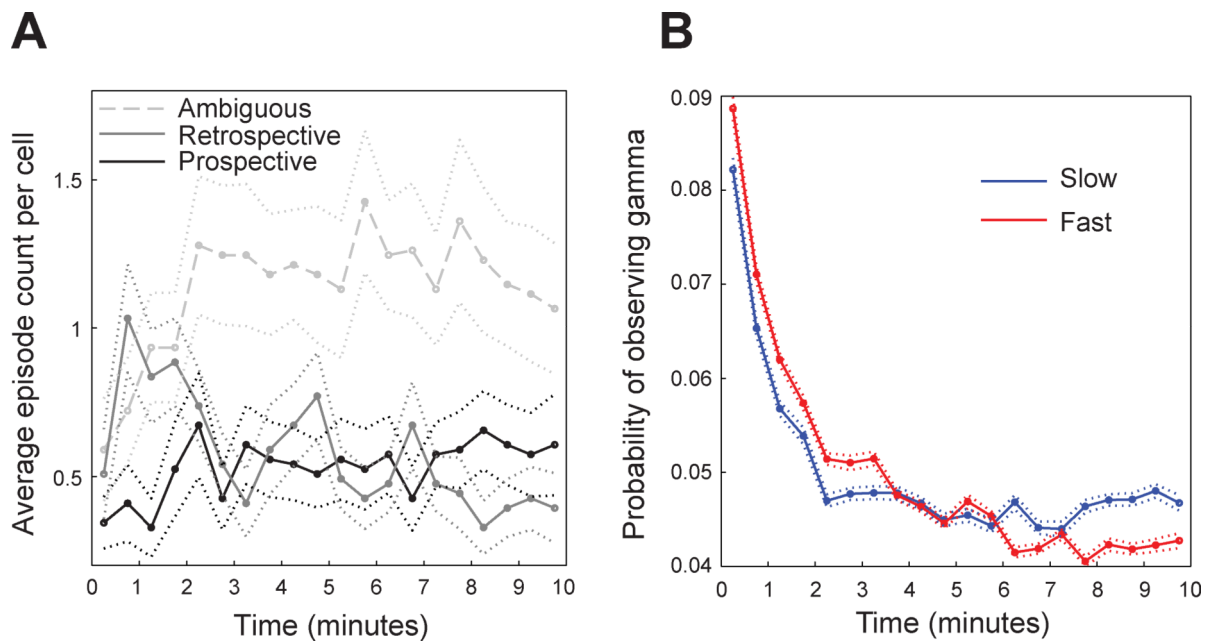 A
Average episode count per cell
Ambiguous
Retrospective
Prospective
1.5
1
0.5
0 1 2 3 4 5 6 7 8 9 10
Time (minutes)
B
Probability of observing gamma
0.09
0.08
0.07
0.06
0.05
0.04
Slow
Fast
0 1 2 3 4 5 6 7 8 9 10
Time (minutes)